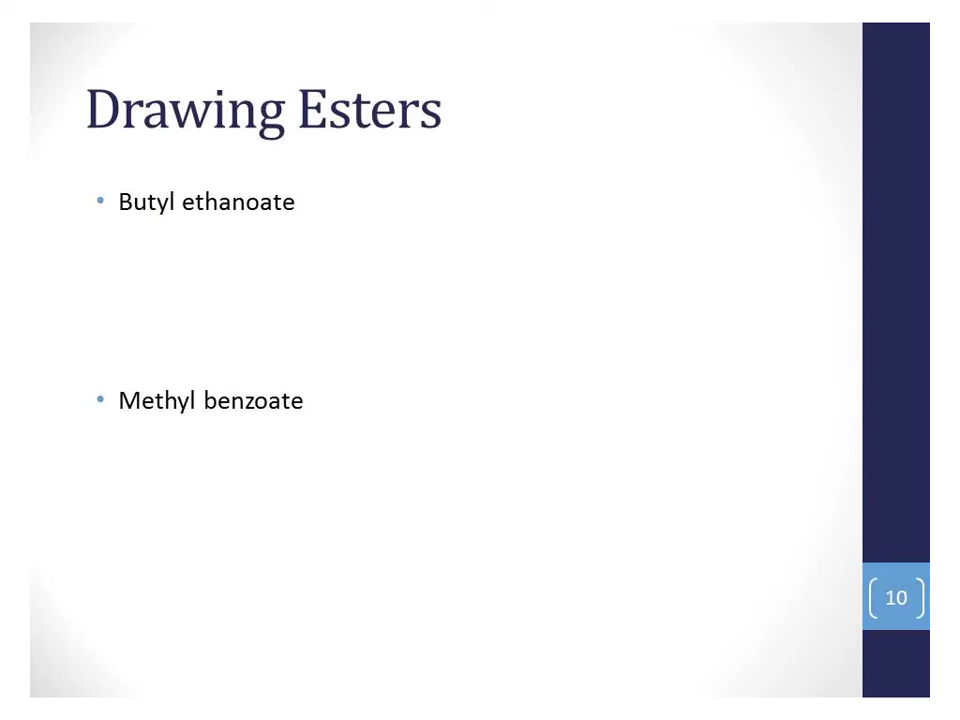 Drawing Esters
• Butyl ethanoate
• Methyl benzoate
10